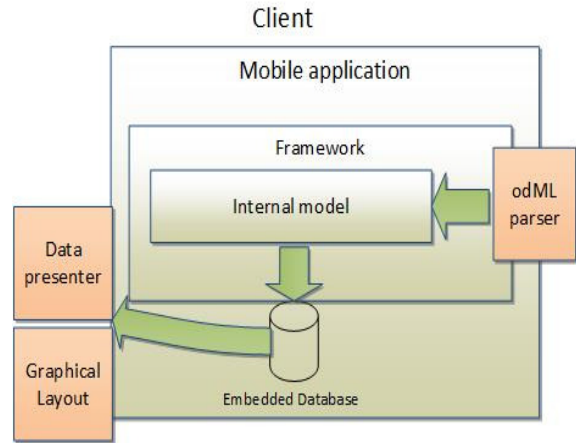 Client
Mobile application
Framework
Internal model
odML
parser
Data
presenter
Graphical
Layout
Embedded Database